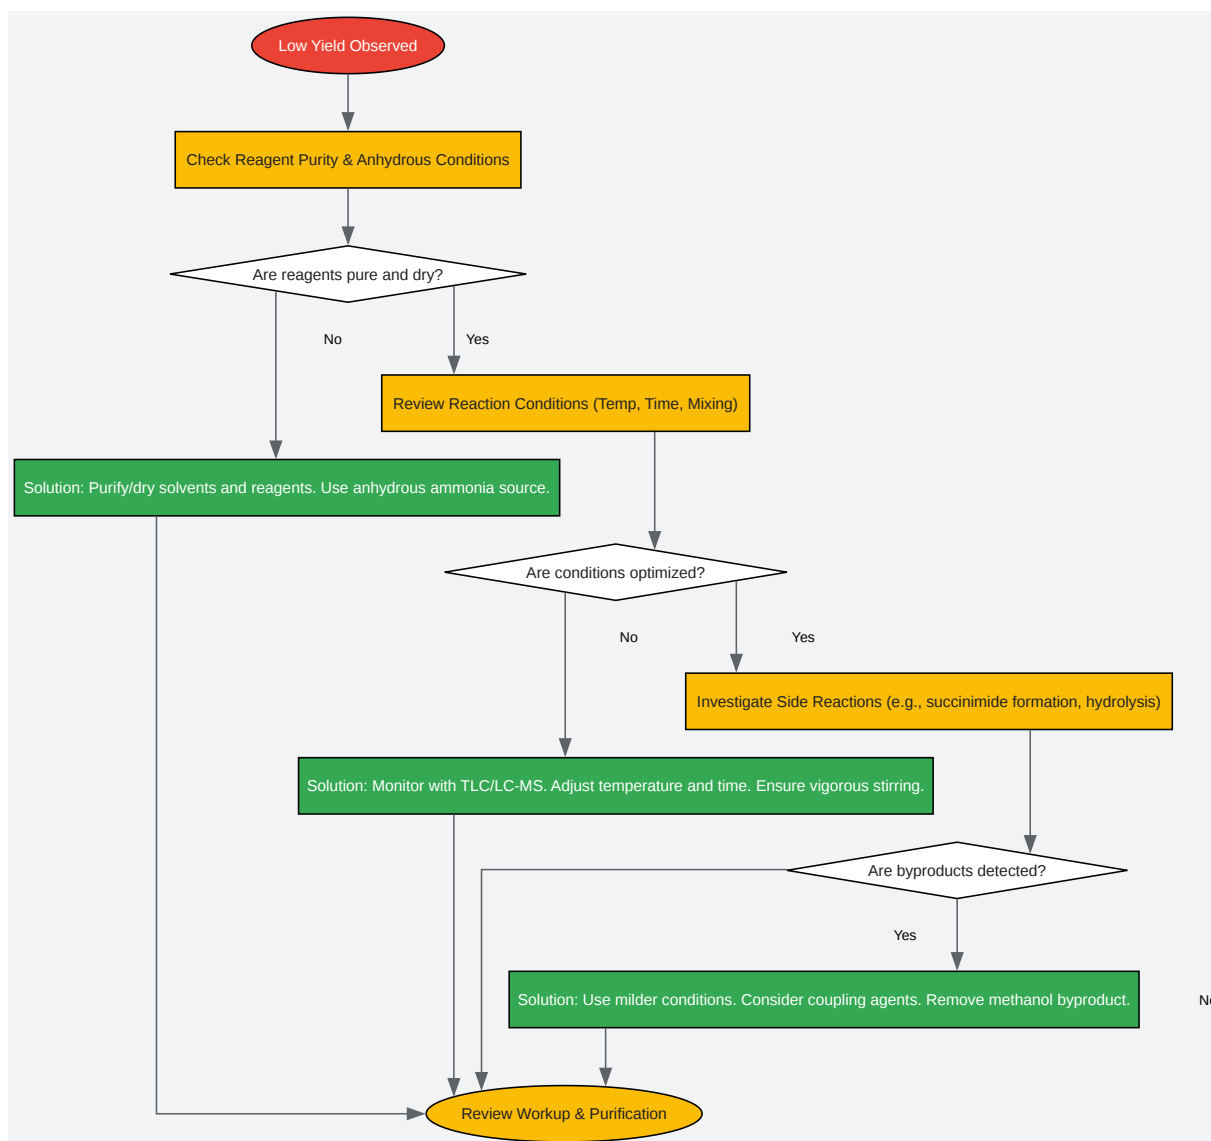 Low Yield Observed
Check Reagent Purity & Anhydrous Conditions
Are reagents pure and dry?
No
Yes
Review Reaction Conditions (Temp, Time, Mixing)
Solution: Purify/dry solvents and reagents. Use anhydrous ammonia source.
Are conditions optimized?
No
Yes
Investigate Side Reactions (e.g., succinimide formation, hydrolysis)
Solution: Monitor with TLC/LC-MS. Adjust temperature and time. Ensure vigorous stirring.
Are byproducts detected?
Yes
Solution: Use milder conditions. Consider coupling agents. Remove methanol byproduct.
Review Workup & Purification